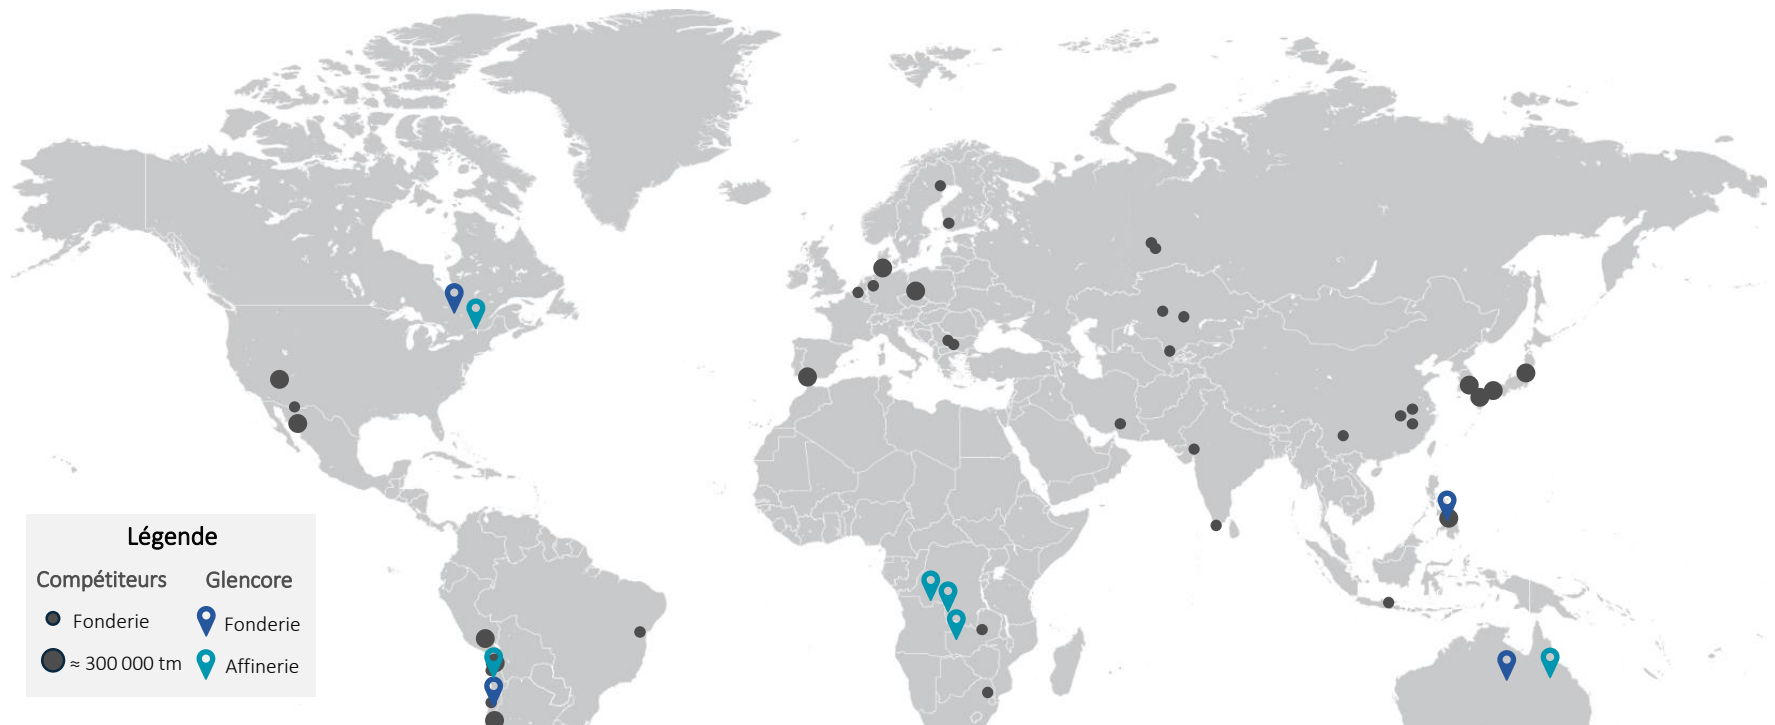 Légende
Compétiteurs Glencore
Fonderie Fonderie
≈ 300 000 tm Affinerie